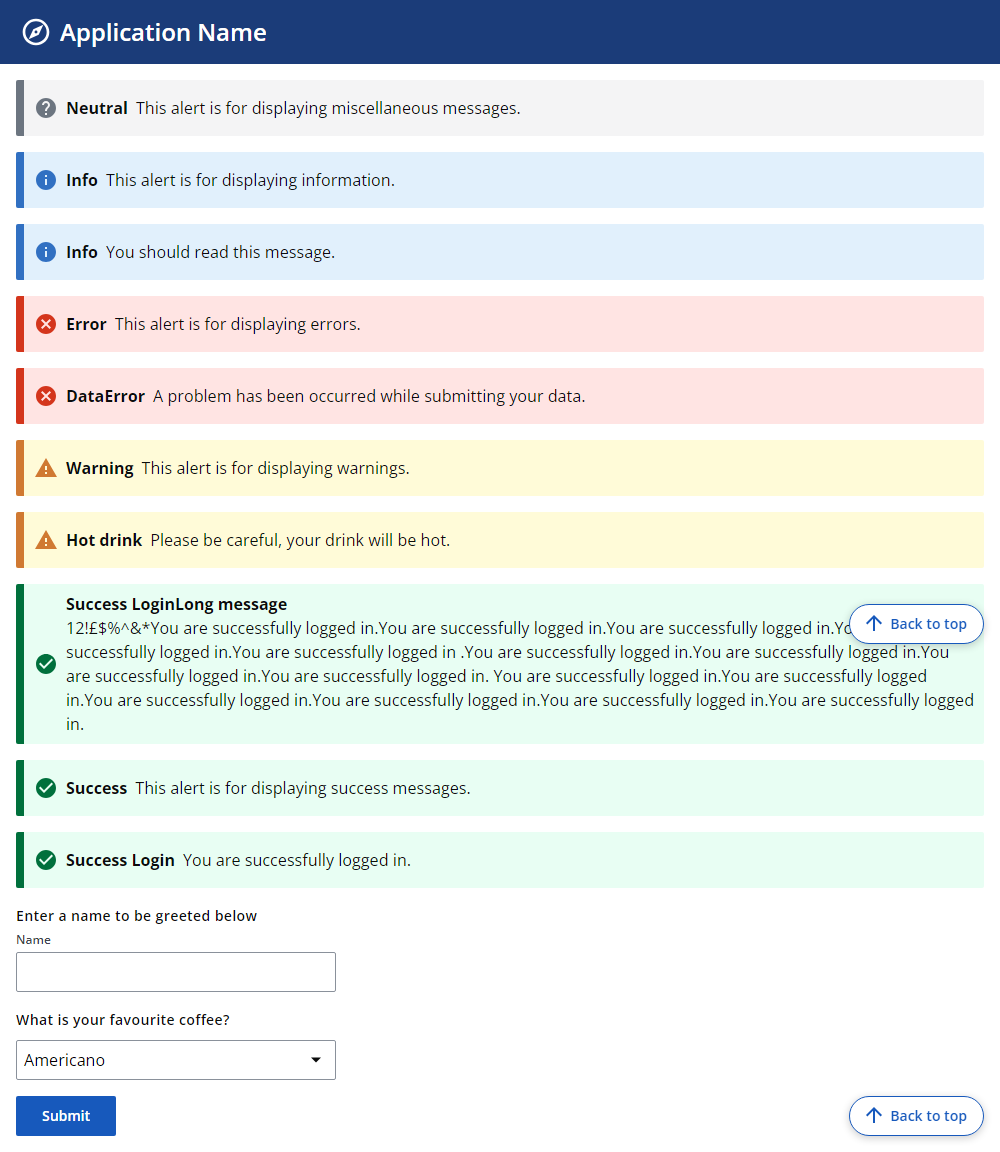 Application Name
Neutral This alert is for displaying miscellaneous messages.
Info This alert is for displaying information.
Info You should read this message.
Error This alert is for displaying errors.
DataError A problem has been occurred while submitting your data.
Warning This alert is for displaying warnings.
Hot drink Please be careful, your drink will be hot.
Success LoginLong message
12!£$%^&*You are successfully logged in.You are successfully logged in.You are successfully logged in.Yo
Back to top
successfully logged in.You are successfully logged in .You are successfully logged in.You are successfully logged in.You
are successfully logged in.You are successfully logged in. You are successfully logged in.You are successfully logged
in.You are successfully logged in.You are successfully logged in.You are successfully logged in.You are successfully logged
in.
Success This alert is for displaying success messages.
Success Login You are successfully logged in.
Enter a name to be greeted below
Name
What is your favourite coffee?
Americano
Submit
Back to top